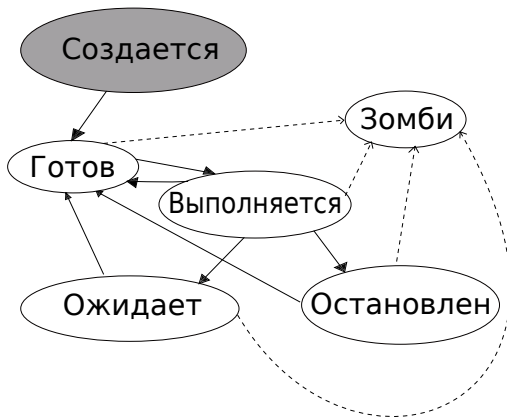 Создается
Зомби
Готов
Выполняется
Ожидает
Остановлен